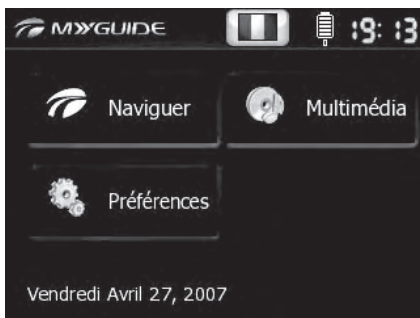 MYGUIDE 19:13
Naviguer Multimédia
Préférences
Vendredi Avril 27, 2007